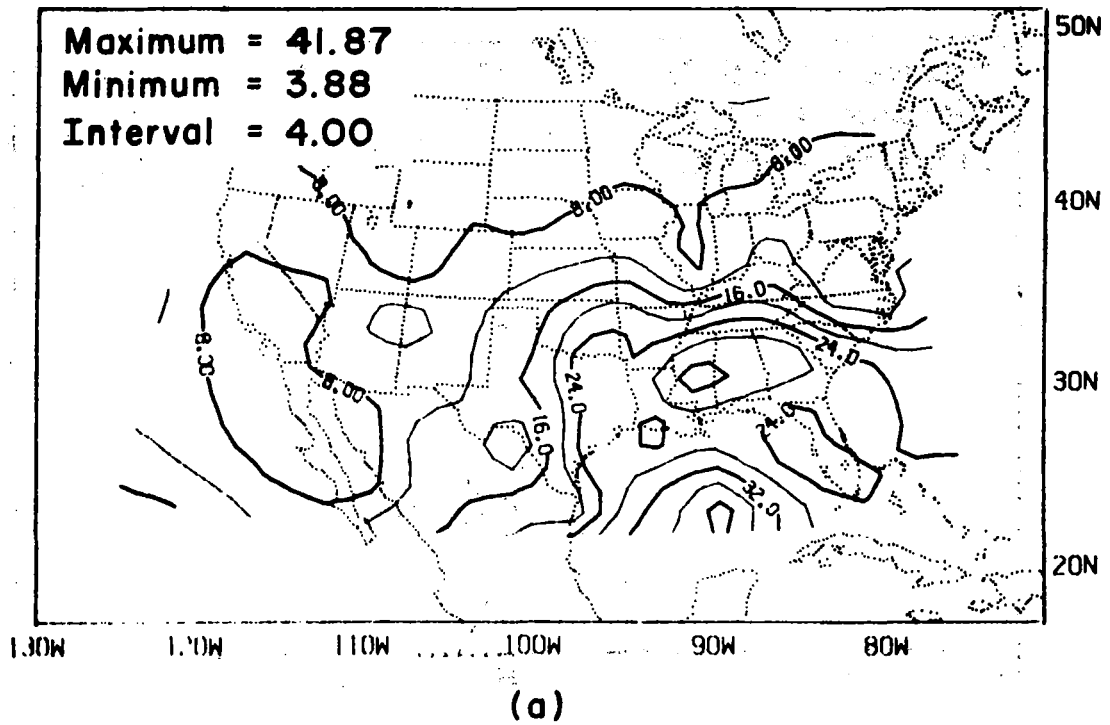 Maximum = 41.87
Minimum = 3.88
Interval = 4.00
50N
40N
30N
20N
8.00
8.00
8.00
16.0
24.0
8.00
24.0
16.0
24.0
32.0
130W
120W
110W
100W
90W
80W
(a)